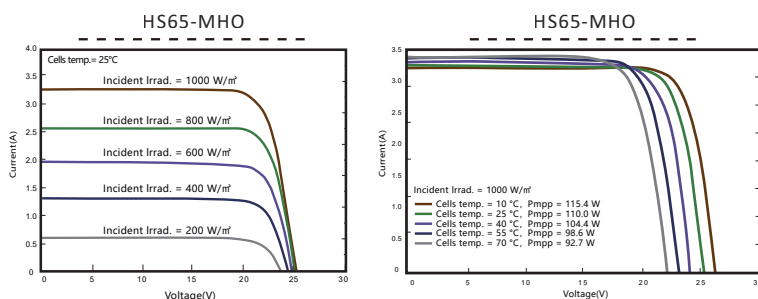 HS65-MHO
4.0
Cells temp.= 25°C
Incident Irrad. = 1000 W/㎡
3.0
Incident Irrad. = 800 W/㎡
2.5
Incident Irrad. = 600 W/㎡
2.0
Incident Irrad. = 400 W/㎡
1.5
1.0
Incident Irrad. = 200 W/㎡
0.5
0
Current(A)
0 5 10 15 20 25 30
Voltage(V)
HS65-MHO
3.5
3.0
2.5
2.0
1.5
1.0
0.5
0
Current(A)
Incident Irrad. = 1000 W/㎡
Cells temp. = 10 °C, Pmpp = 115.4 W
Cells temp. = 25 °C, Pmpp = 110.0 W
Cells temp. = 40 °C, Pmpp = 104.4 W
Cells temp. = 55 °C, Pmpp = 98.6 W
Cells temp. = 70 °C, Pmpp = 92.7 W
0 5 10 15 20 25
Voltage(V)